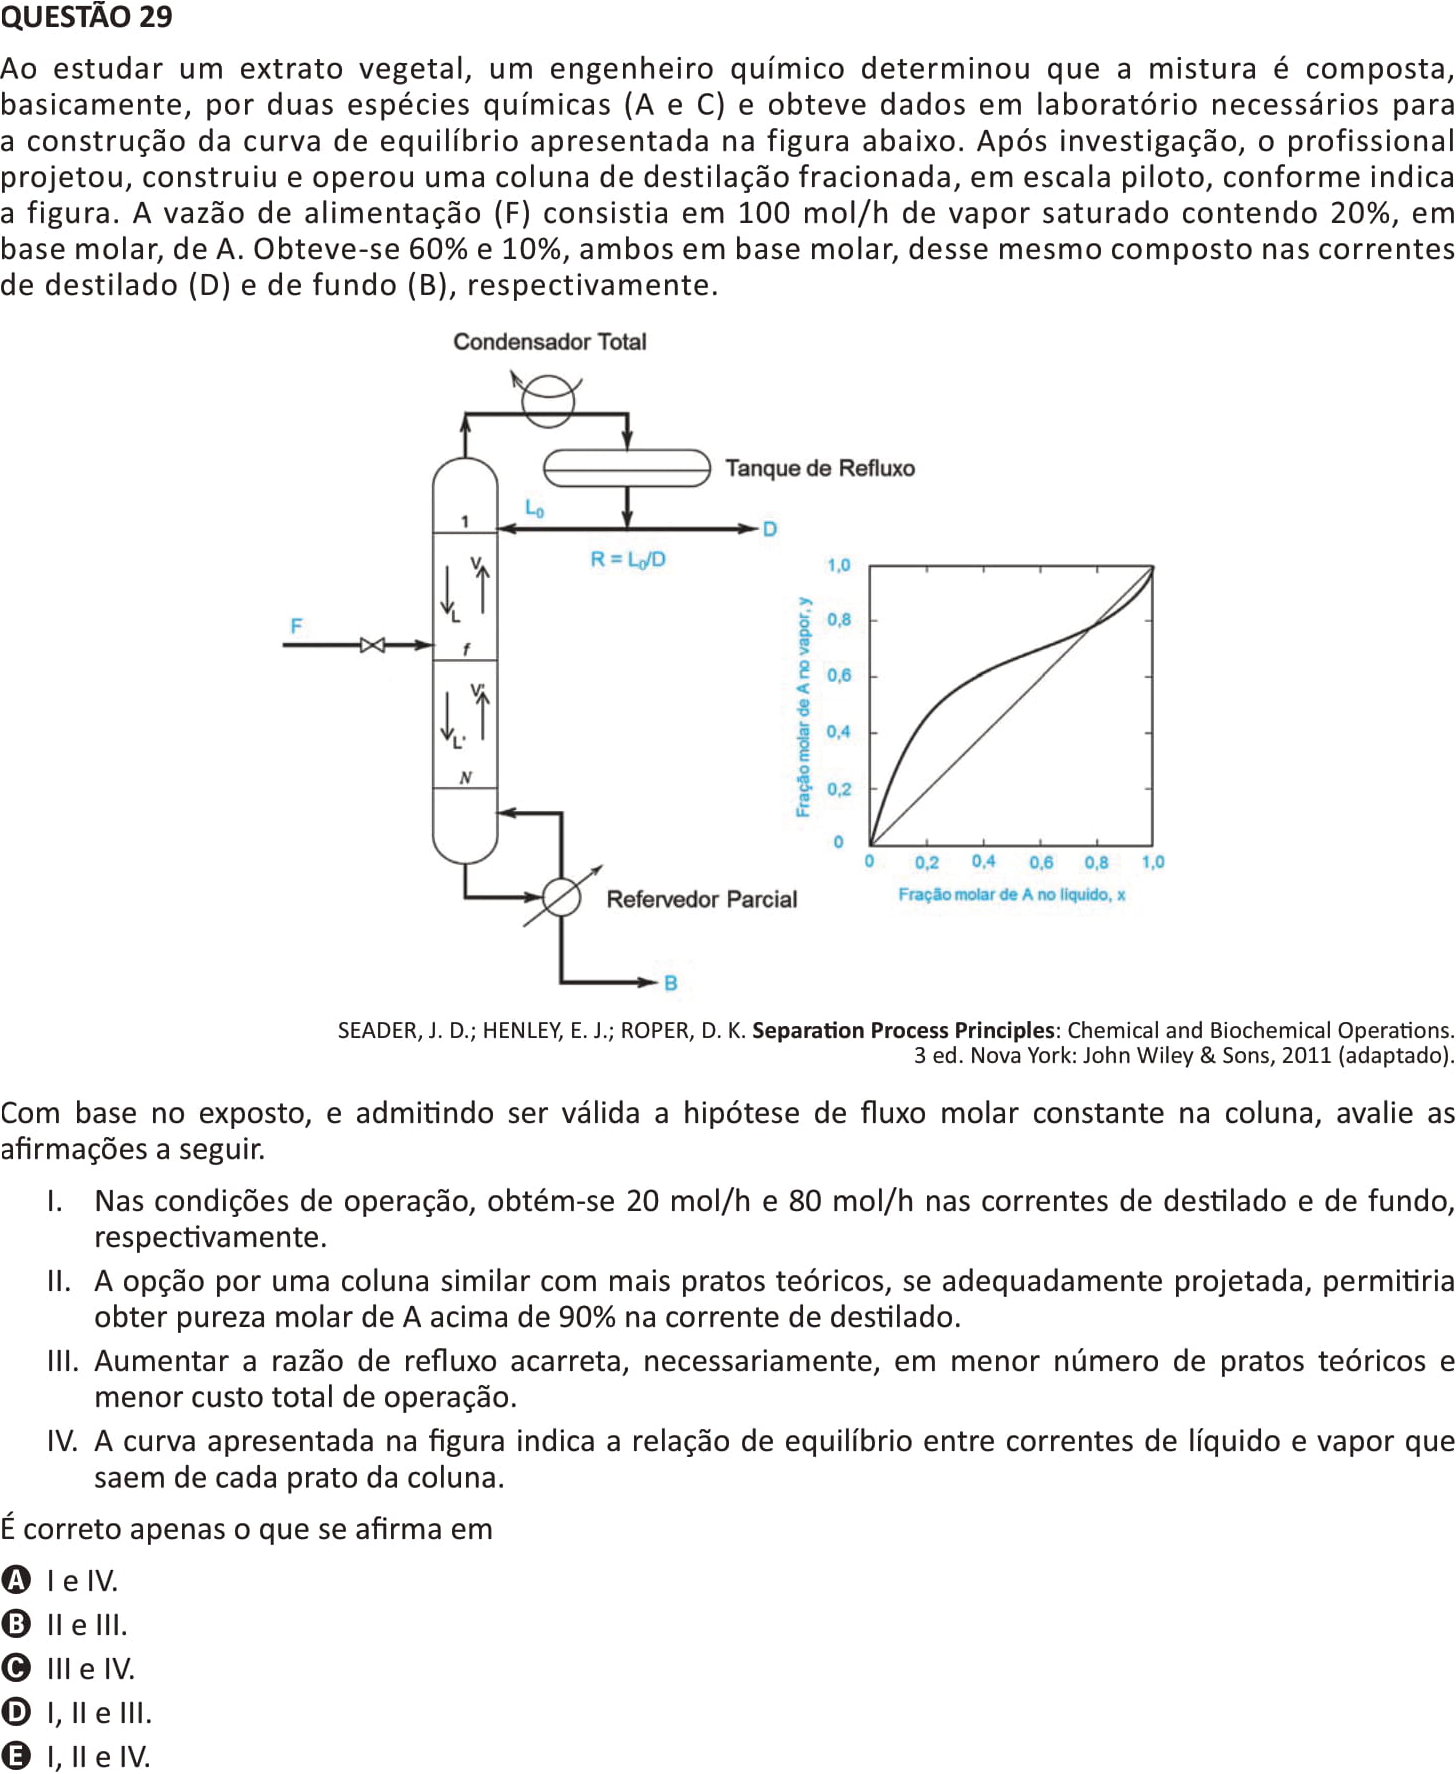 QUESTÃO 29
Ao estudar um extrato vegetal, um engenheiro químico determinou que a mistura é composta,
basicamente, por duas espécies químicas (A e C) e obteve dados em laboratório necessários para
a construção da curva de equilíbrio apresentada na figura abaixo. Após investigação, o profissional
projetou, construiu e operou uma coluna de destilação fracionada, em escala piloto, conforme indica
a figura. A vazão de alimentação (F) consistia em 100 mol/h de vapor saturado contendo 20%, em
base molar, de A. Obteve-se 60% e 10%, ambos em base molar, desse mesmo composto nas correntes
de destilado (D) e de fundo (B), respectivamente.
Condensador Total
Tanque de Refluxo
L0
1
D
R = L0/D
V
L
F
f
V'
L'
N
Refervedor Parcial
B
1,0
0,8
0,6
0,4
0,2
0
Fração molar de A no vapor, y
0 0,2 0,4 0,6 0,8 1,0
Fração molar de A no líquido, x
SEADER, J. D.; HENLEY, E. J.; ROPER, D. K. Separation Process Principles: Chemical and Biochemical Operations.
3 ed. Nova York: John Wiley & Sons, 2011 (adaptado).
Com base no exposto, e admitindo ser válida a hipótese de fluxo molar constante na coluna, avalie as
afirmações a seguir.
I. Nas condições de operação, obtém-se 20 mol/h e 80 mol/h nas correntes de destilado e de fundo,
respectivamente.
II. A opção por uma coluna similar com mais pratos teóricos, se adequadamente projetada, permitiria
obter pureza molar de A acima de 90% na corrente de destilado.
III. Aumentar a razão de refluxo acarreta, necessariamente, em menor número de pratos teóricos e
menor custo total de operação.
IV. A curva apresentada na figura indica a relação de equilíbrio entre correntes de líquido e vapor que
saem de cada prato da coluna.
É correto apenas o que se afirma em
A I e IV.
B II e III.
C III e IV.
D I, II e III.
E I, II e IV.